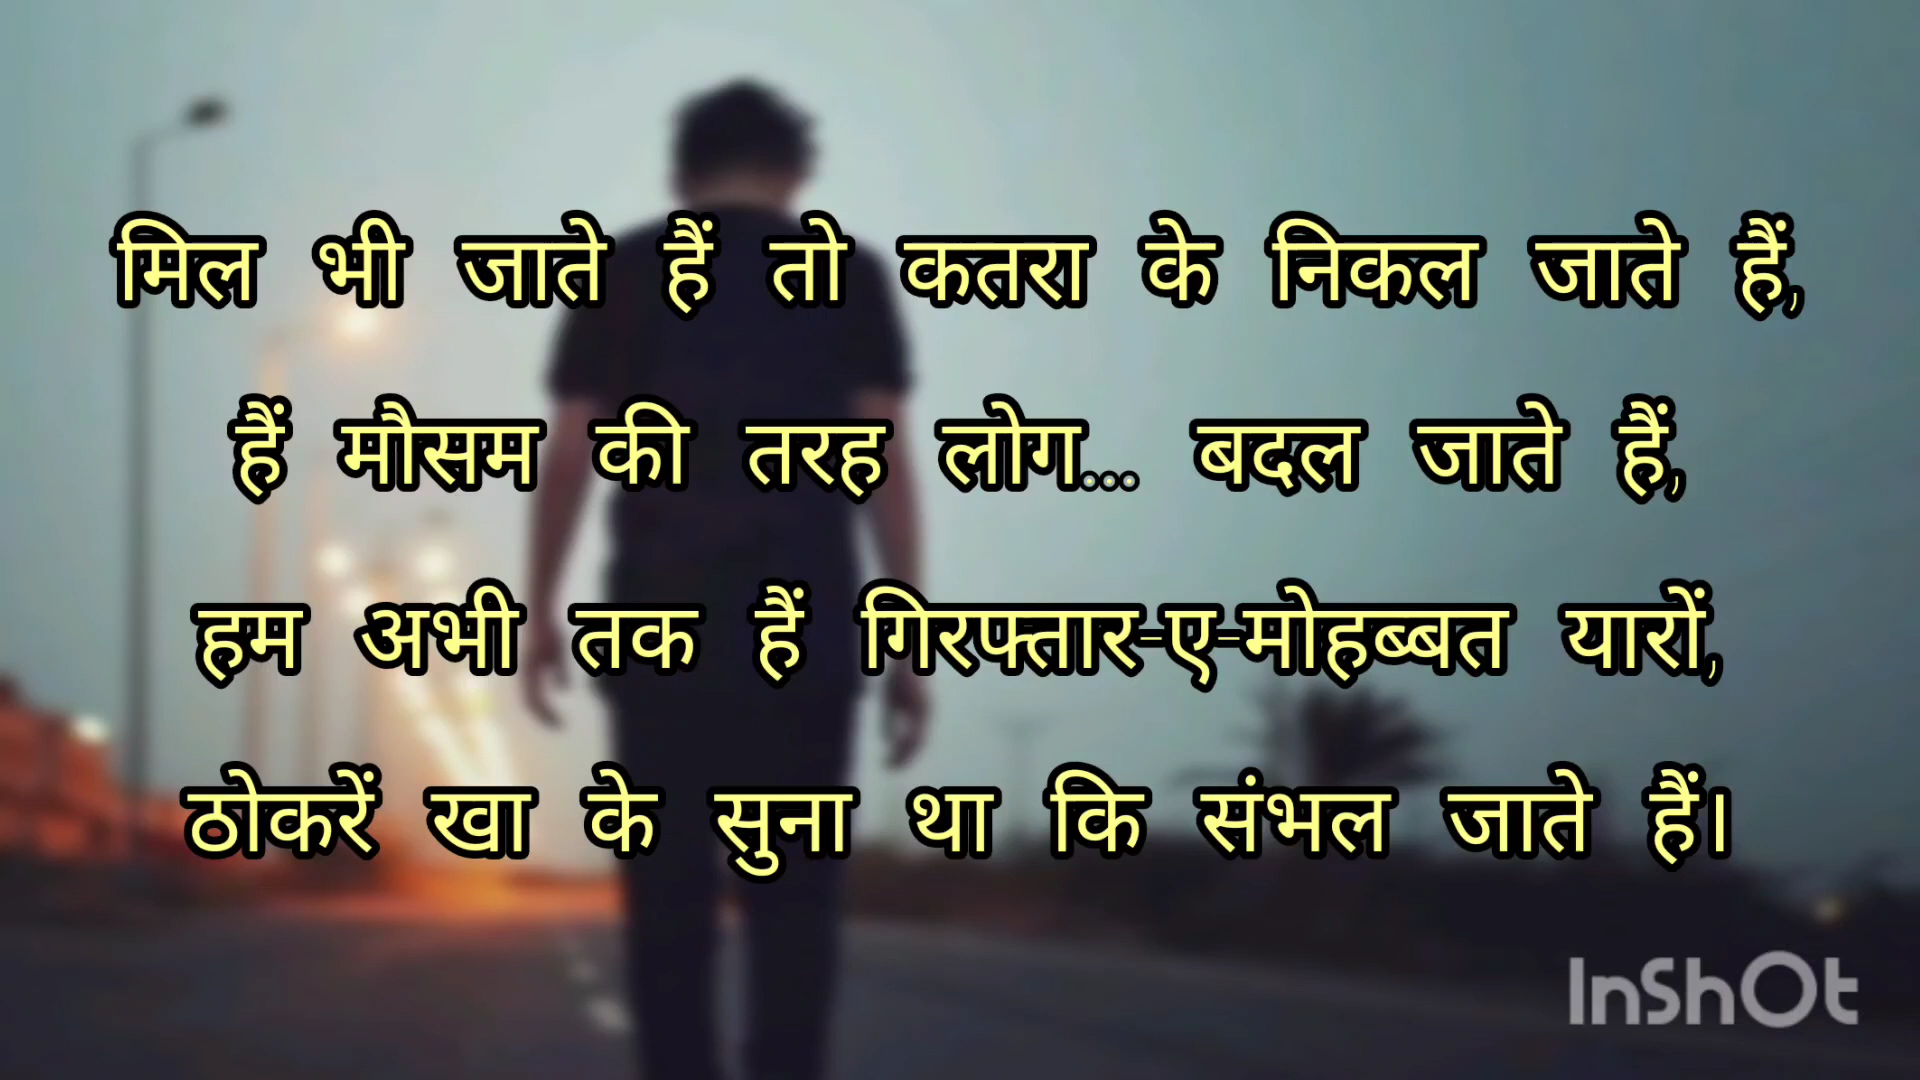 मिल भी जाते हैं तो कतरा के निकल जाते हैं,
हैं मौसम की तरह लोग... बदल जाते हैं,
हम अभी तक हैं गिरफ्तार-ए-मोहब्बत यारों,
ठोकरें खा के सुना था कि संभल जाते हैं।
InShOt